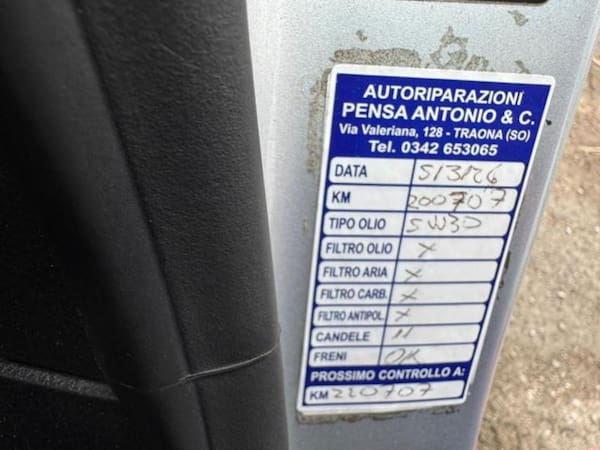 AUTORIPARAZIONI
PENSA ANTONIO & C.
Via Valeriana, 128 - TRAONA (SO)
Tel. 0342 653065
DATA 5/3/26
KM 200707
TIPO OLIO 5W30
FILTRO OLIO X
FILTRO ARIA X
FILTRO CARB. X
FILTRO ANTIPOL. X
CANDELE
FRENI OK
PROSSIMO CONTROLLO A:
KM 220707